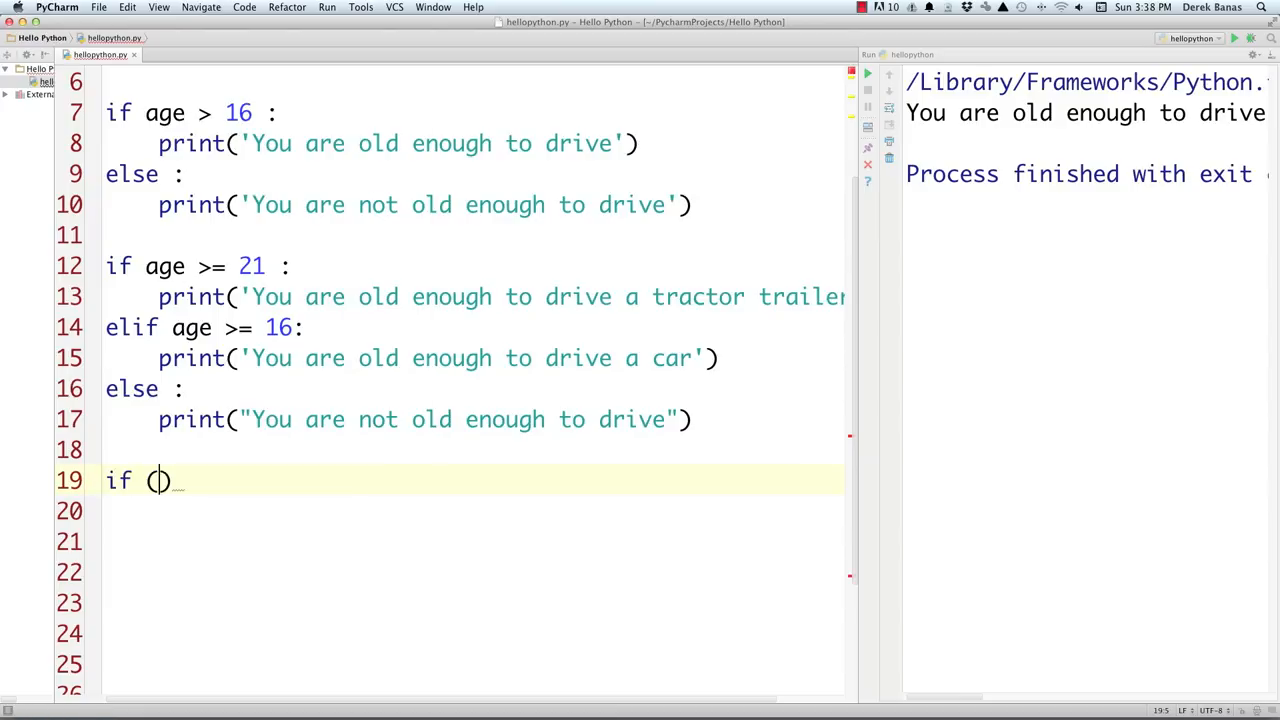 PyCharm File Edit View Navigate Code Refactor Run Tools VCS Window Help 10 Sun 3:38 PM Derek Banas
hellopython.py - Hello Python - [~/PycharmProjects/Hello Python]
Hello Python hellopython.py hellopython
hellopython.py Run hellopython
Hello P
hell
Externa
6
7 if age > 16 :
8 print('You are old enough to drive')
9 else :
10 print('You are not old enough to drive')
11
12 if age >= 21 :
13 print('You are old enough to drive a tractor trailer
14 elif age >= 16:
15 print('You are old enough to drive a car')
16 else :
17 print("You are not old enough to drive")
18
19 if ()
20
21
22
23
24
25
26
/Library/Frameworks/Python.
You are old enough to drive
Process finished with exit
19:5 LF UTF-8